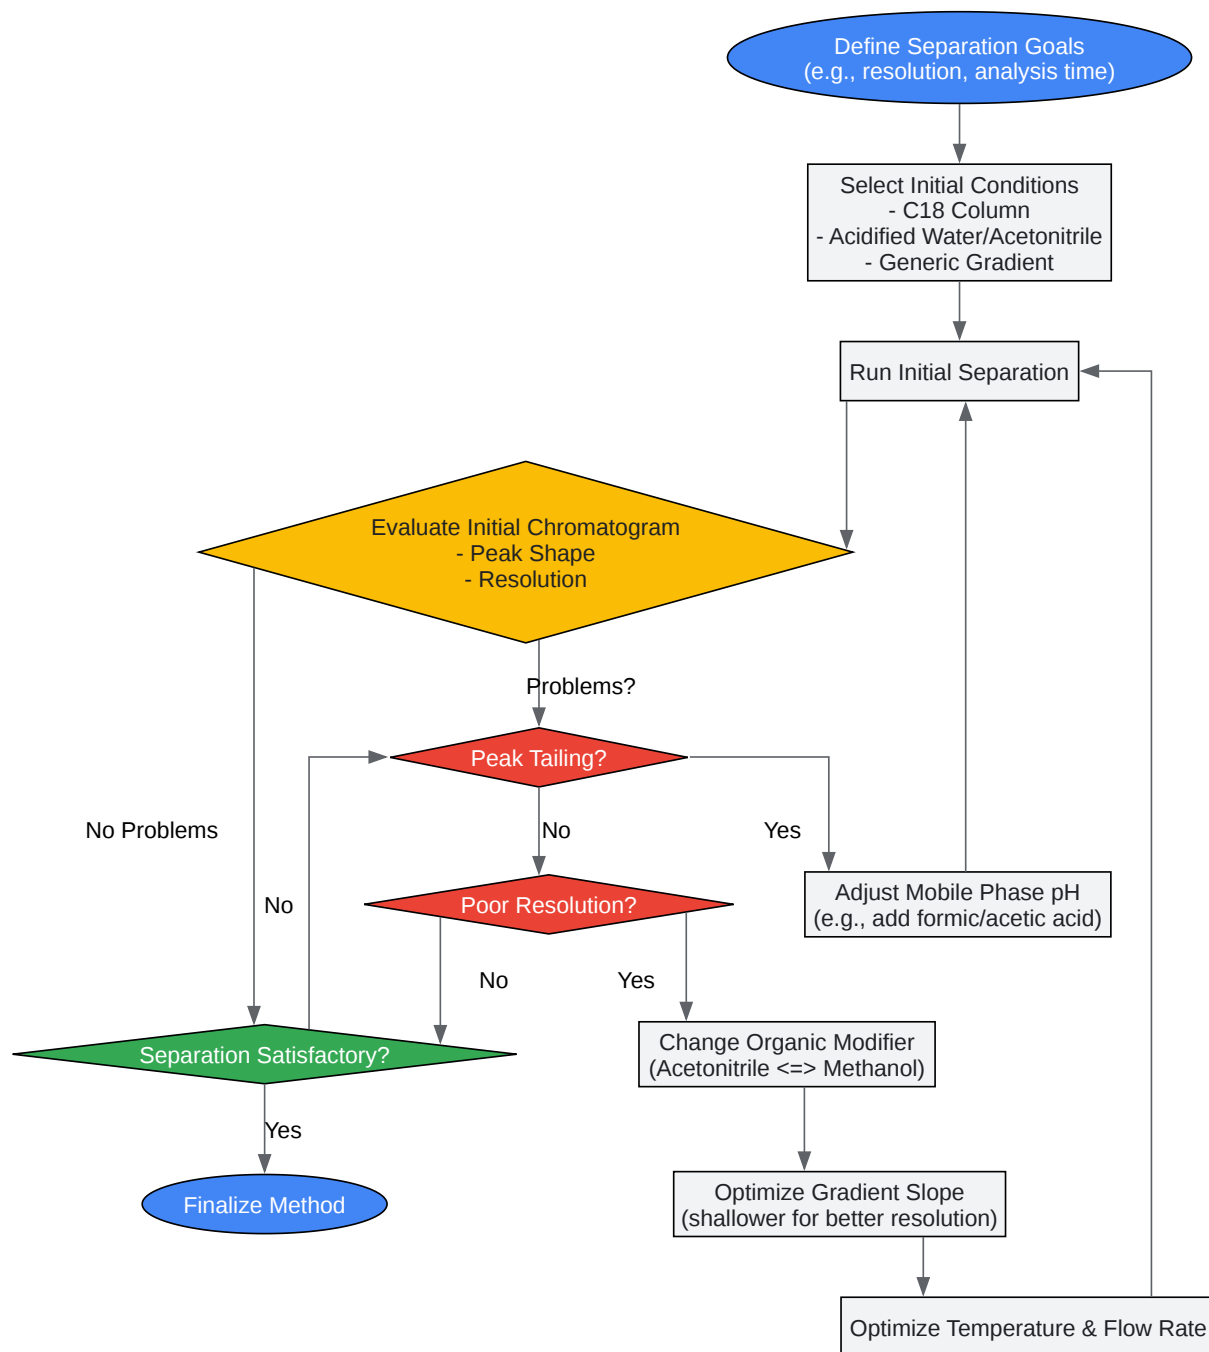 Define Separation Goals
(e.g., resolution, analysis time)
Select Initial Conditions
- C18 Column
- Acidified Water/Acetonitrile
- Generic Gradient
Run Initial Separation
Evaluate Initial Chromatogram
- Peak Shape
- Resolution
Problems?
Peak Tailing?
No Problems
No
Yes
No
Poor Resolution?
Adjust Mobile Phase pH
(e.g., add formic/acetic acid)
No
Yes
Separation Satisfactory?
Change Organic Modifier
(Acetonitrile <=> Methanol)
Yes
Finalize Method
Optimize Gradient Slope
(shallower for better resolution)
Optimize Temperature & Flow Rate